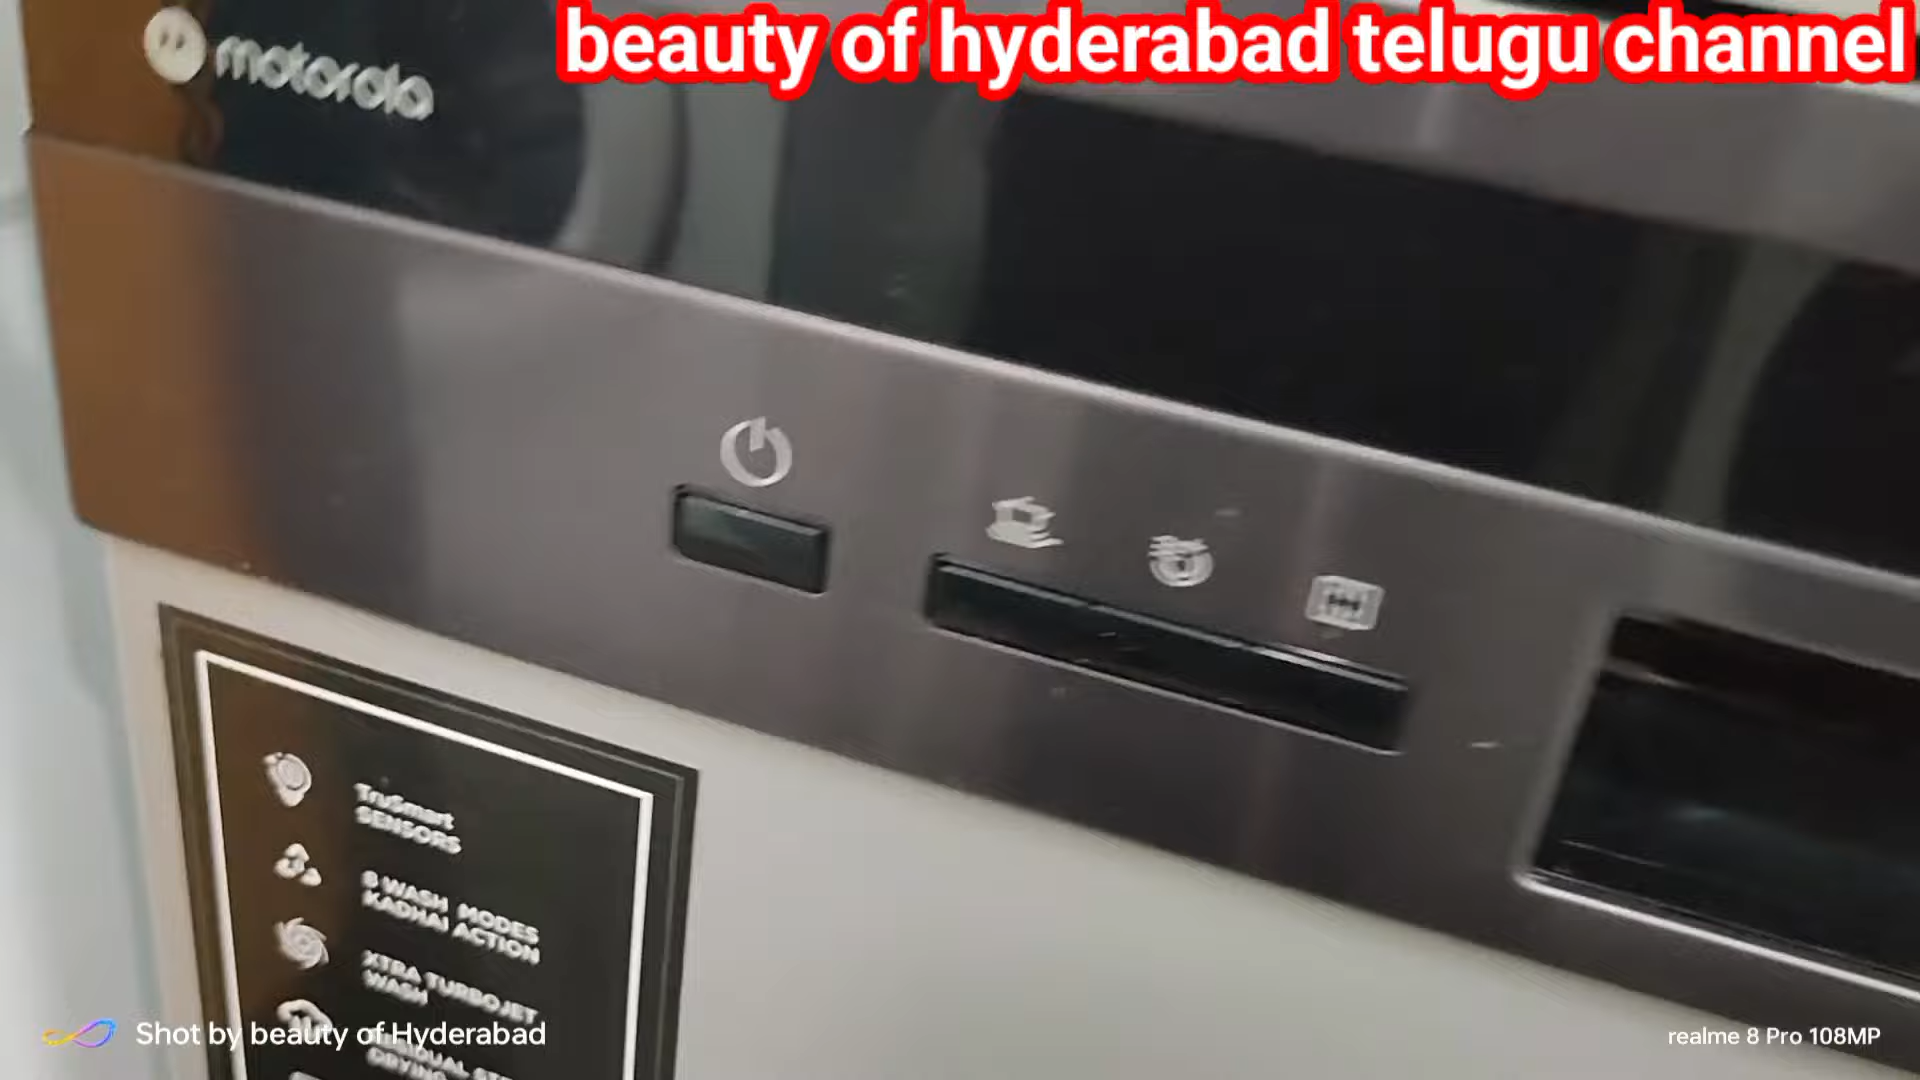 beauty of hyderabad telugu channel
motorola
TruSmart
SENSORS
8 WASH MODES
KADHAI ACTION
XTRA TURBOJET
WASH
DRYING
Shot by beauty of Hyderabad
realme 8 Pro 108MP